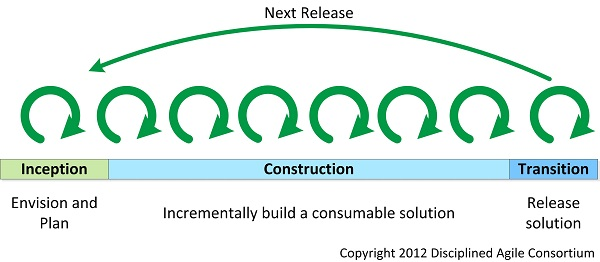 Next Release
Inception
Construction
Transition
Envision and
Plan
Incrementally build a consumable solution
Release
solution
Copyright 2012 Disciplined Agile Consortium